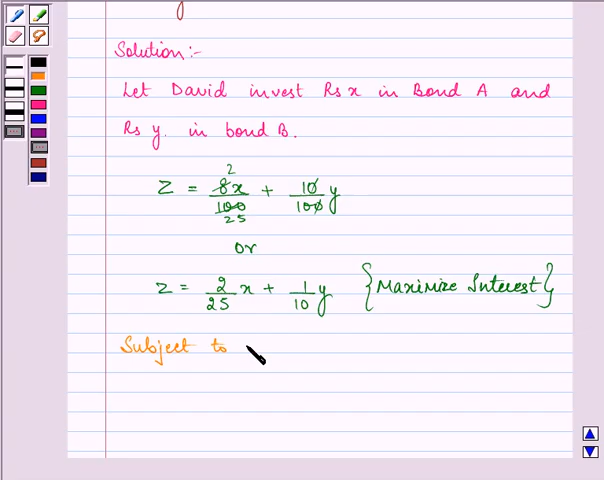 Solution:-
Let David invest Rs x in Bond A and
Rs y. in bond B.
Z = 8x/100 + 10/100 y
2
25
or
Z = 2/25 x + 1/10 y {Maximize Interest}
Subject to